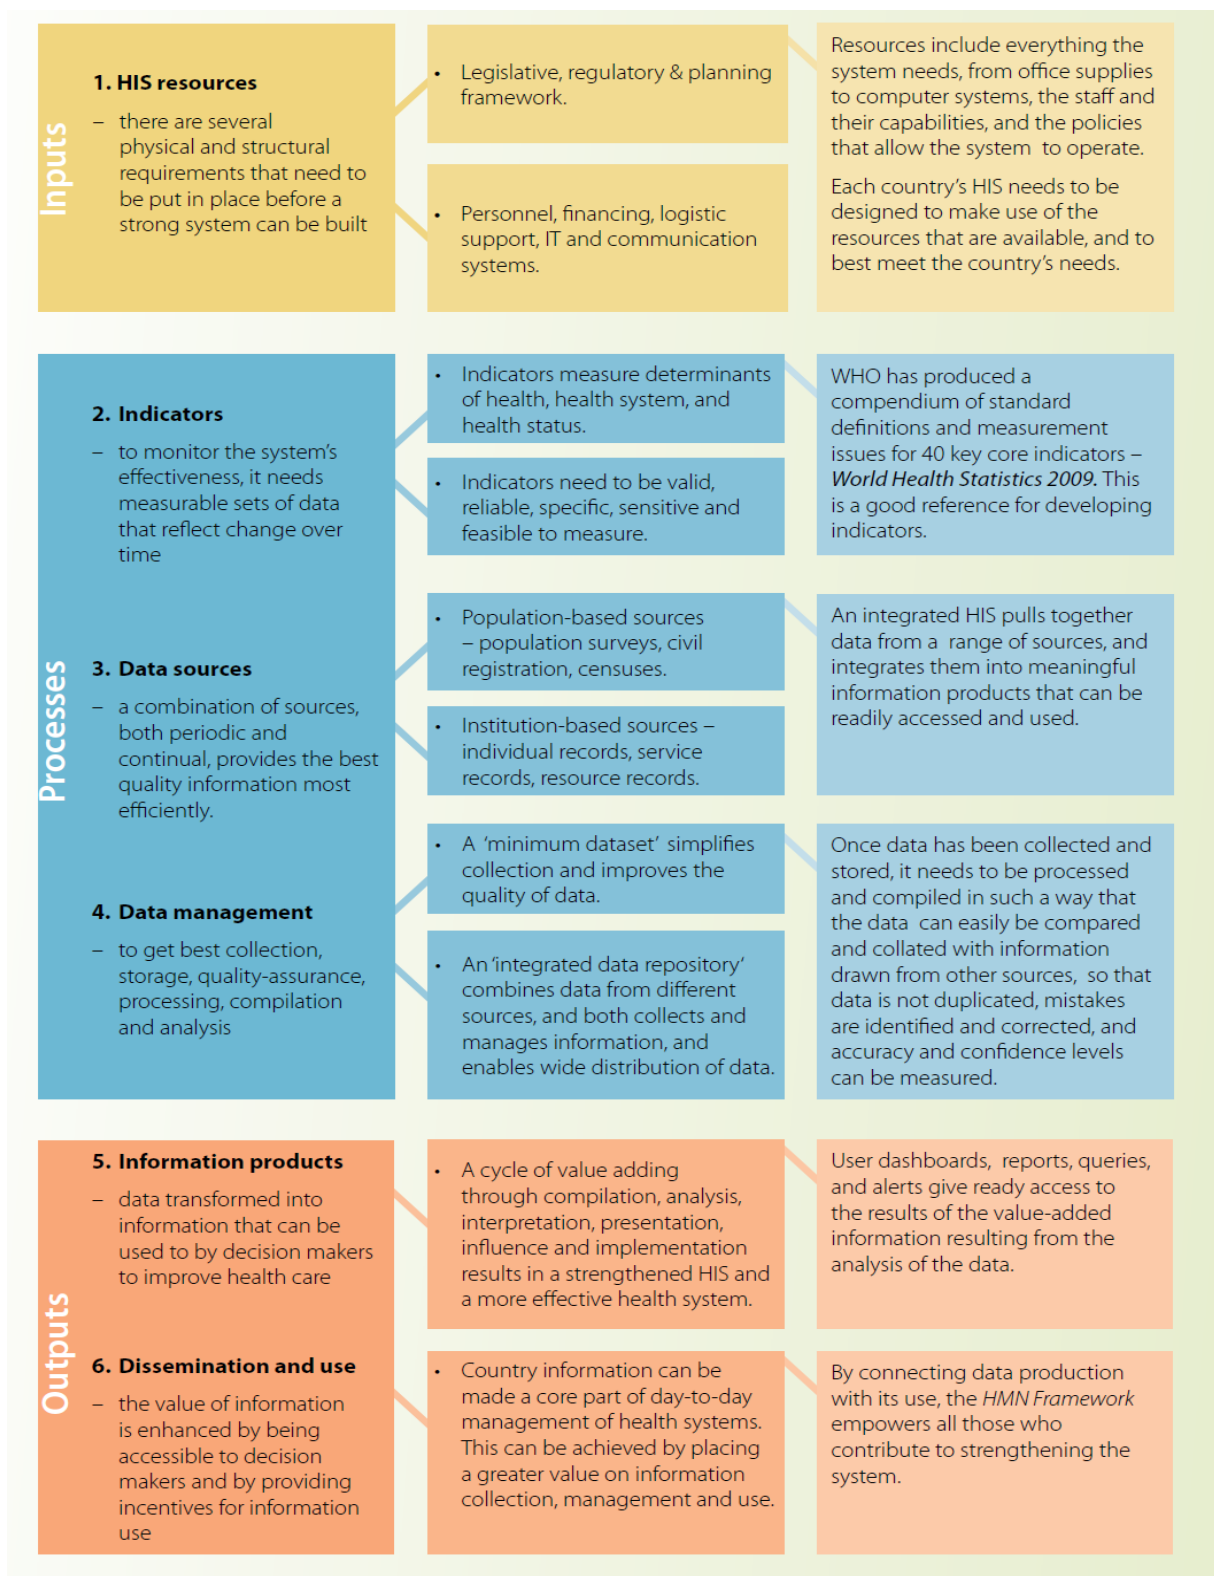 Inputs
1. HIS resources
– there are several
physical and structural
requirements that need to
be put in place before a
strong system can be built
• Legislative, regulatory & planning
framework.
• Personnel, financing, logistic
support, IT and communication
systems.
Resources include everything the
system needs, from office supplies
to computer systems, the staff and
their capabilities, and the policies
that allow the system to operate.
Each country’s HIS needs to be
designed to make use of the
resources that are available, and to
best meet the country’s needs.
Processes
2. Indicators
– to monitor the system’s
effectiveness, it needs
measurable sets of data
that reflect change over
time
• Indicators measure determinants
of health, health system, and
health status.
• Indicators need to be valid,
reliable, specific, sensitive and
feasible to measure.
WHO has produced a
compendium of standard
definitions and measurement
issues for 40 key core indicators –
World Health Statistics 2009. This
is a good reference for developing
indicators.
3. Data sources
– a combination of sources,
both periodic and
continual, provides the best
quality information most
efficiently.
• Population-based sources
– population surveys, civil
registration, censuses.
• Institution-based sources –
individual records, service
records, resource records.
An integrated HIS pulls together
data from a range of sources, and
integrates them into meaningful
information products that can be
readily accessed and used.
4. Data management
– to get best collection,
storage, quality-assurance,
processing, compilation
and analysis
• A ‘minimum dataset’ simplifies
collection and improves the
quality of data.
• An ‘integrated data repository’
combines data from different
sources, and both collects and
manages information, and
enables wide distribution of data.
Once data has been collected and
stored, it needs to be processed
and compiled in such a way that
the data can easily be compared
and collated with information
drawn from other sources, so that
data is not duplicated, mistakes
are identified and corrected, and
accuracy and confidence levels
can be measured.
Outputs
5. Information products
– data transformed into
information that can be
used to by decision makers
to improve health care
• A cycle of value adding
through compilation, analysis,
interpretation, presentation,
influence and implementation
results in a strengthened HIS and
a more effective health system.
User dashboards, reports, queries,
and alerts give ready access to
the results of the value-added
information resulting from the
analysis of the data.
6. Dissemination and use
– the value of information
is enhanced by being
accessible to decision
makers and by providing
incentives for information
use
• Country information can be
made a core part of day-to-day
management of health systems.
This can be achieved by placing
a greater value on information
collection, management and use.
By connecting data production
with its use, the HMN Framework
empowers all those who
contribute to strengthening the
system.